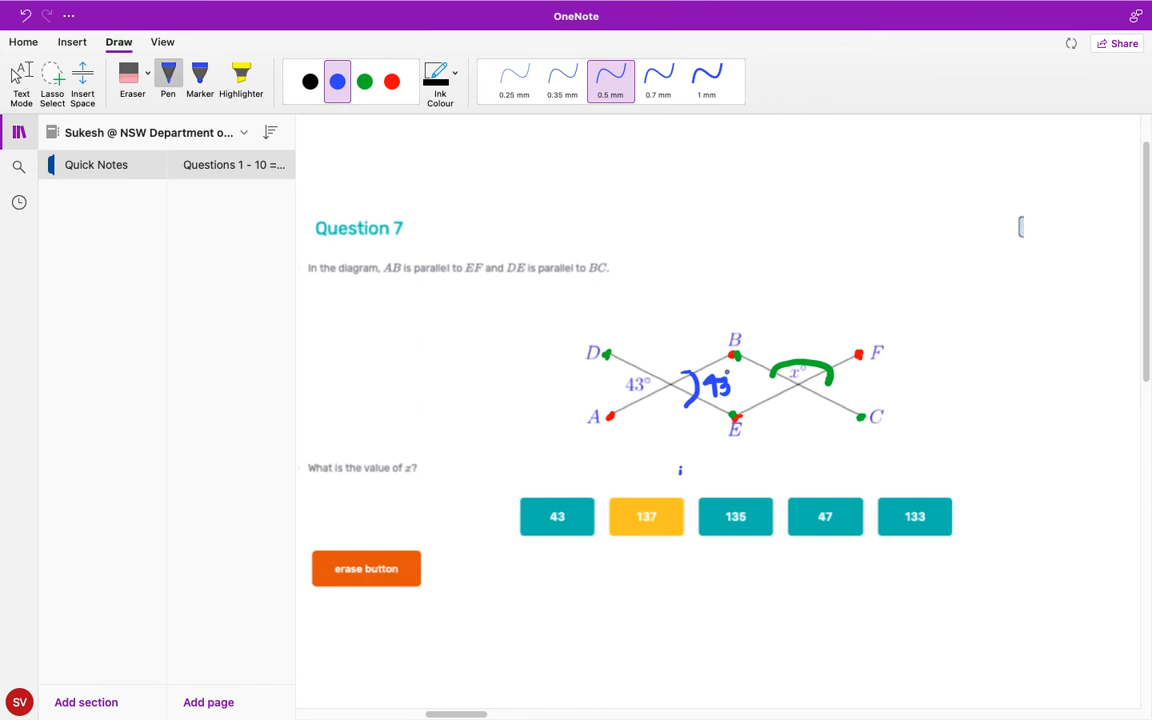 OneNote
Home Insert Draw View
Share
Text Mode
Lasso Select
Insert Space
Eraser
Pen
Marker
Highlighter
Ink Colour
0.25 mm
0.35 mm
0.5 mm
0.7 mm
1 mm
Sukesh @ NSW Department o...
Quick Notes
Questions 1 - 10 =...
Question 7
In the diagram, AB is parallel to EF and DE is parallel to BC.
B
D
F
43°
43°
x°
A
E
C
What is the value of x?
i
43
137
135
47
133
erase button
SV
Add section
Add page